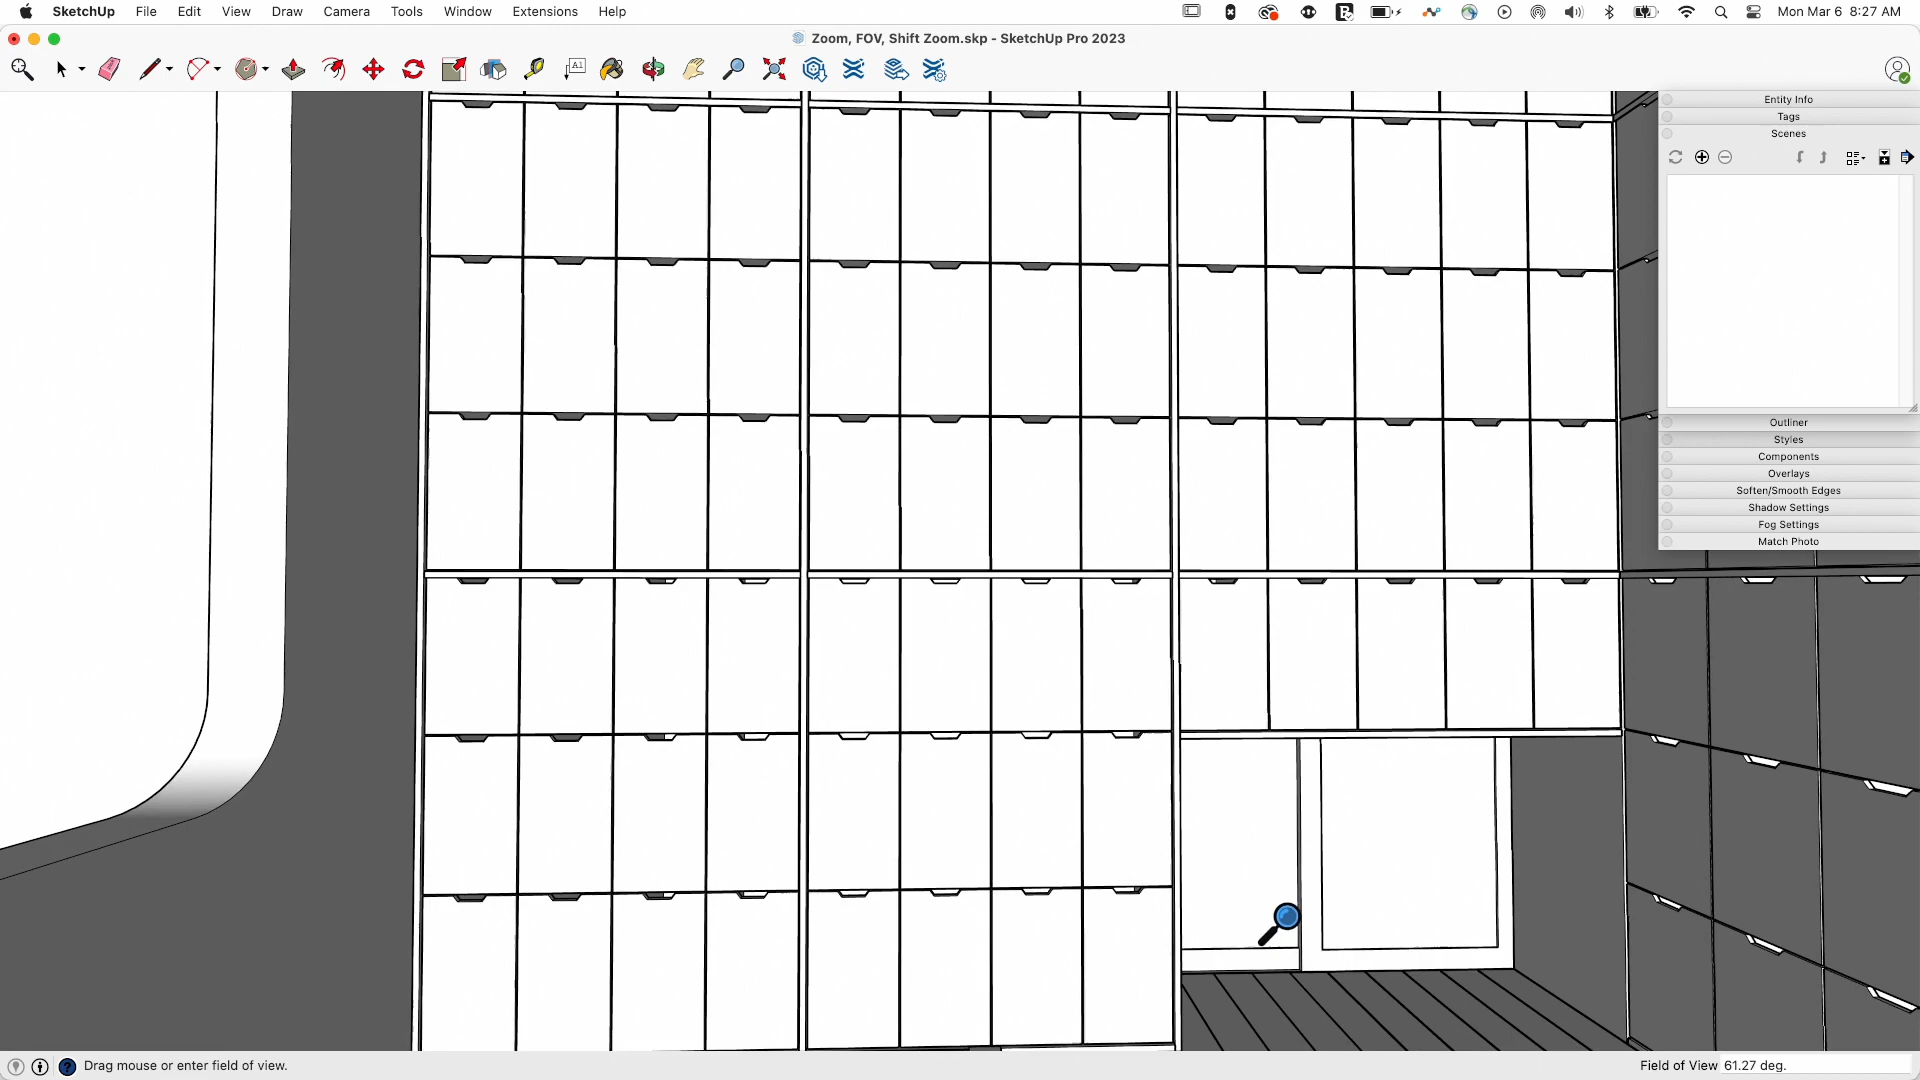 SketchUp File Edit View Draw Camera Tools Window Extensions Help Mon Mar 6 8:27 AM
Zoom, FOV, Shift Zoom.skp - SketchUp Pro 2023
A1
Entity Info
Tags
Scenes
Outliner
Styles
Components
Overlays
Soften/Smooth Edges
Shadow Settings
Fog Settings
Match Photo
Drag mouse or enter field of view. Field of View 61.27 deg.